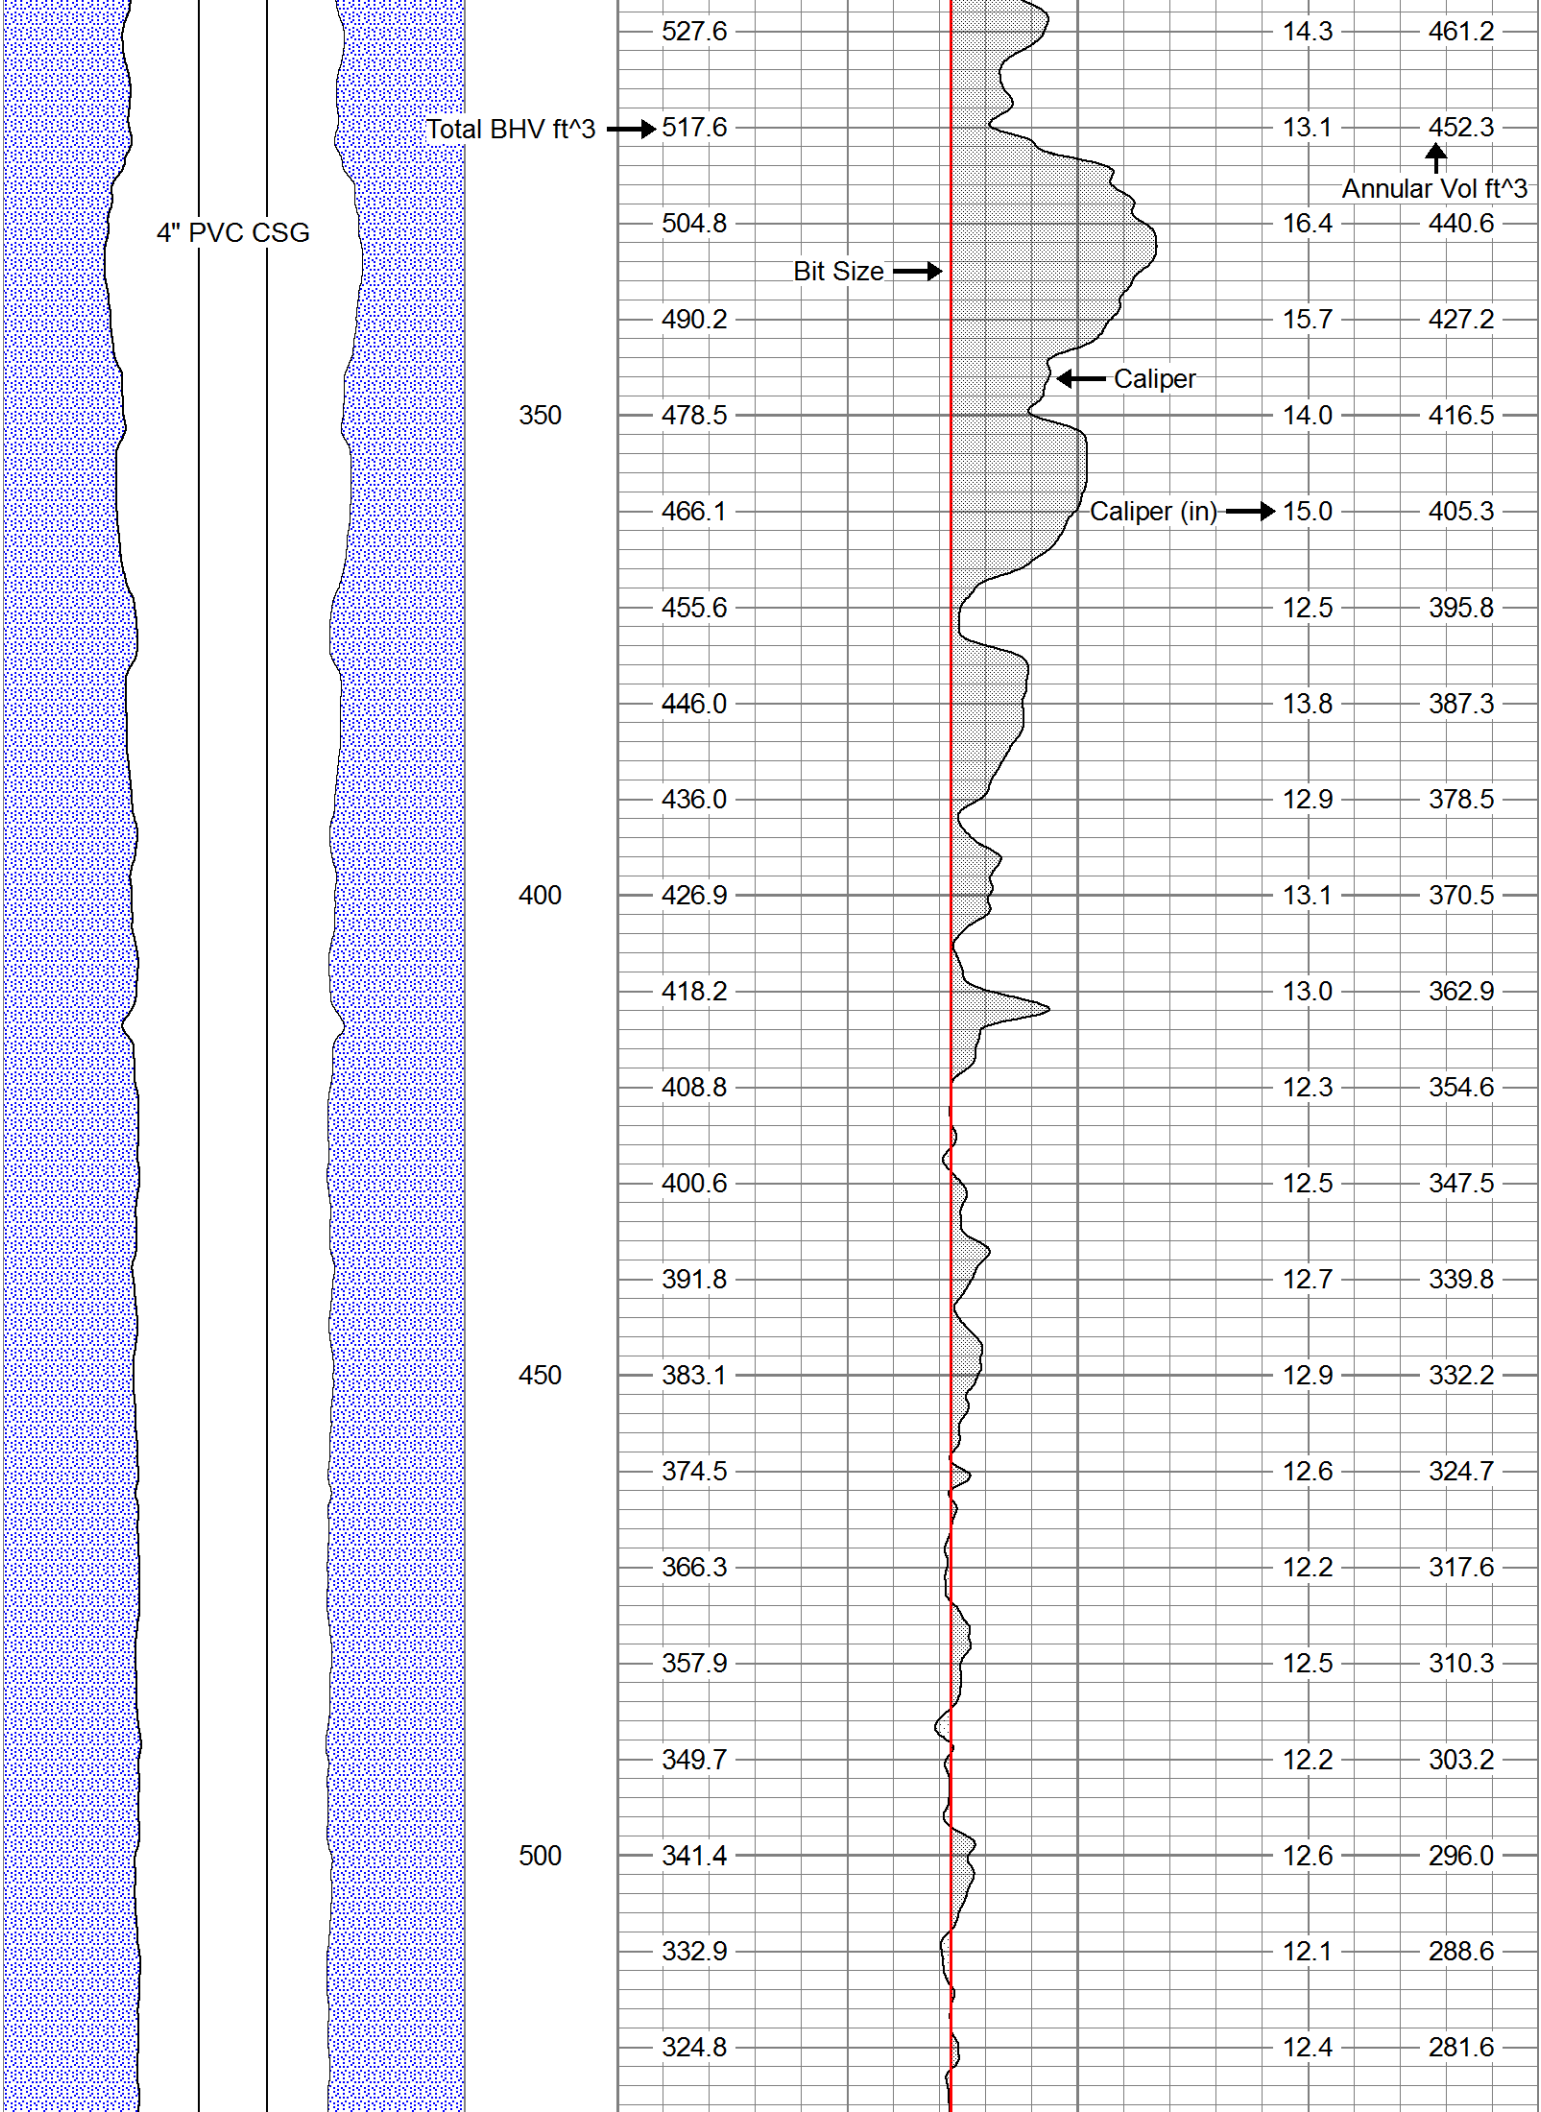 527.6 14.3 461.2
Total BHV ft^3 517.6 13.1 452.3
Annular Vol ft^3
4" PVC CSG 504.8 16.4 440.6
Bit Size
490.2 15.7 427.2
Caliper
350 478.5 14.0 416.5
466.1 Caliper (in) 15.0 405.3
455.6 12.5 395.8
446.0 13.8 387.3
436.0 12.9 378.5
400 426.9 13.1 370.5
418.2 13.0 362.9
408.8 12.3 354.6
400.6 12.5 347.5
391.8 12.7 339.8
450 383.1 12.9 332.2
374.5 12.6 324.7
366.3 12.2 317.6
357.9 12.5 310.3
349.7 12.2 303.2
500 341.4 12.6 296.0
332.9 12.1 288.6
324.8 12.4 281.6